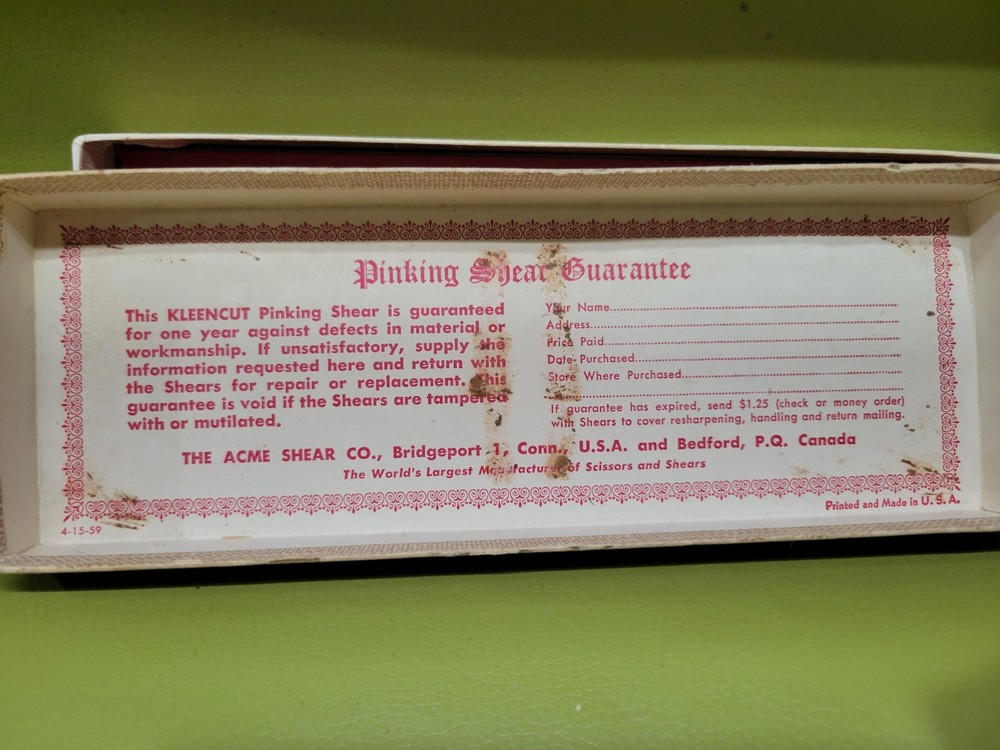 Pinking Shear Guarantee
This KLEENCUT Pinking Shear is guaranteed
for one year against defects in material or
workmanship. If unsatisfactory, supply the
information requested here and return with
the Shears for repair or replacement. This
guarantee is void if the Shears are tampered
with or mutilated.
Your Name
Address
Price Paid
Date Purchased
Store Where Purchased
If guarantee has expired, send $1.25 (check or money order)
with Shears to cover resharpening, handling and return mailing.
THE ACME SHEAR CO., Bridgeport 1, Conn., U.S.A. and Bedford, P.Q. Canada
The World's Largest Manufacturer of Scissors and Shears
4-15-59
Printed and Made in U. S. A.